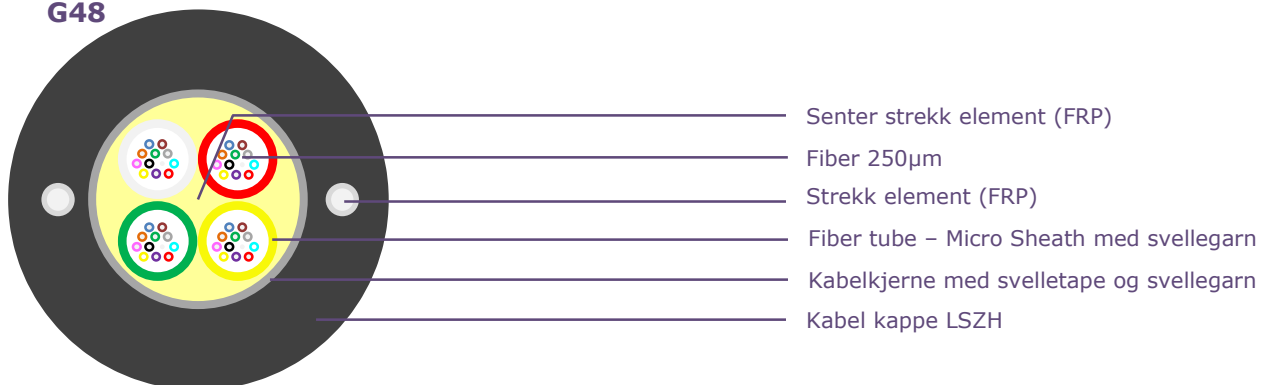 G48
Senter strekk element (FRP)
Fiber 250µm
Strekk element (FRP)
Fiber tube – Micro Sheath med svellegarn
Kabelkjerne med svelletape og svellegarn
Kabel kappe LSZH